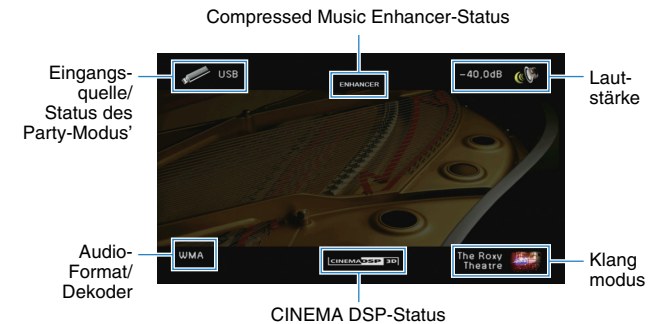 Compressed Music Enhancer-Status
Eingangs-
quelle/
Status des
Party-Modus'
USB
ENHANCER
-40,0dB
Laut-
stärke
Audio-
Format/
Dekoder
WMA
CINEMA DSP 3D
The Roxy
Theatre
Klang
modus
CINEMA DSP-Status